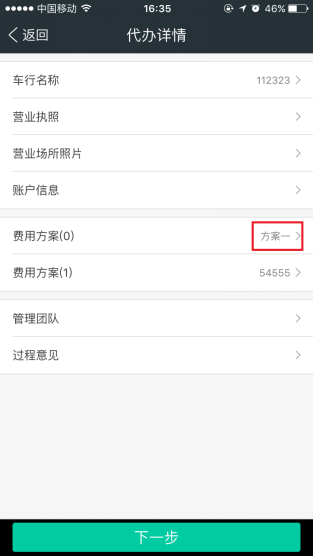 中国移动 16:35 46%
返回 代办详情
车行名称 112323
营业执照
营业场所照片
账户信息
费用方案(0) 方案一
费用方案(1) 54555
管理团队
过程意见
下一步